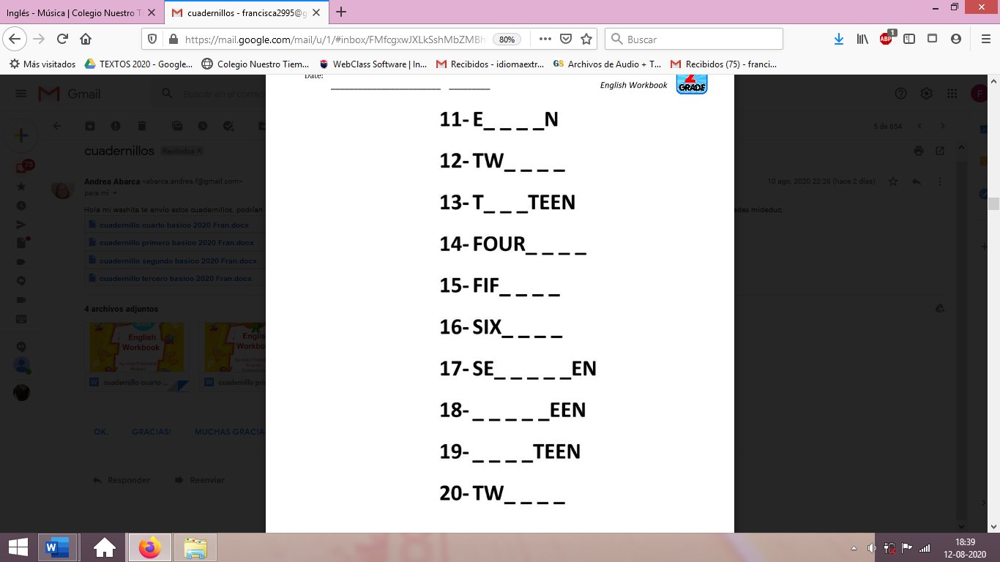 Inglés - Música | Colegio Nuestro T
cuadernillos - francisca2995@g
https://mail.google.com/mail/u/1/#inbox/FMfcgxwJXLkSshMbZMBh
80%
Buscar
1
Más visitados
TEXTOS 2020 - Google...
Colegio Nuestro Tiem...
WebClass Software | In...
Recibidos - idiomaextr...
Archivos de Audio + T...
Recibidos (75) - franci...
Gmail
Buscar en el correo
F
Date:
English Workbook
2
GRADE
5 de 654
cuadernillos
Recibidos x
75
Andrea Abarca <abarca.andrea.f@gmail.com>
para mí
10 ago. 2020 22:26 (hace 2 días)
Hola mi washita te envío estos cuadernillos, podrían
ades mideduc.
cuadernillo cuarto basico 2020 Fran.docx
cuadernillo primero basico 2020 Fran.docx
cuadernillo segundo basico 2020 Fran.docx
cuadernillo tercero basico 2020 Fran.docx
4 archivos adjuntos
English
Workbook
cuadernillo cuarto ...
English
cuadernillo pri
OK.
GRACIAS!
MUCHAS GRACIA
Responder
Reenviar
11- E_ _ _ _N
12- TW_ _ _ _
13- T_ _ _TEEN
14- FOUR_ _ _ _
15- FIF_ _ _ _
16- SIX_ _ _ _
17- SE_ _ _ _ _EN
18- _ _ _ _ _EEN
19- _ _ _ _TEEN
20- TW_ _ _ _
18:39
12-08-2020